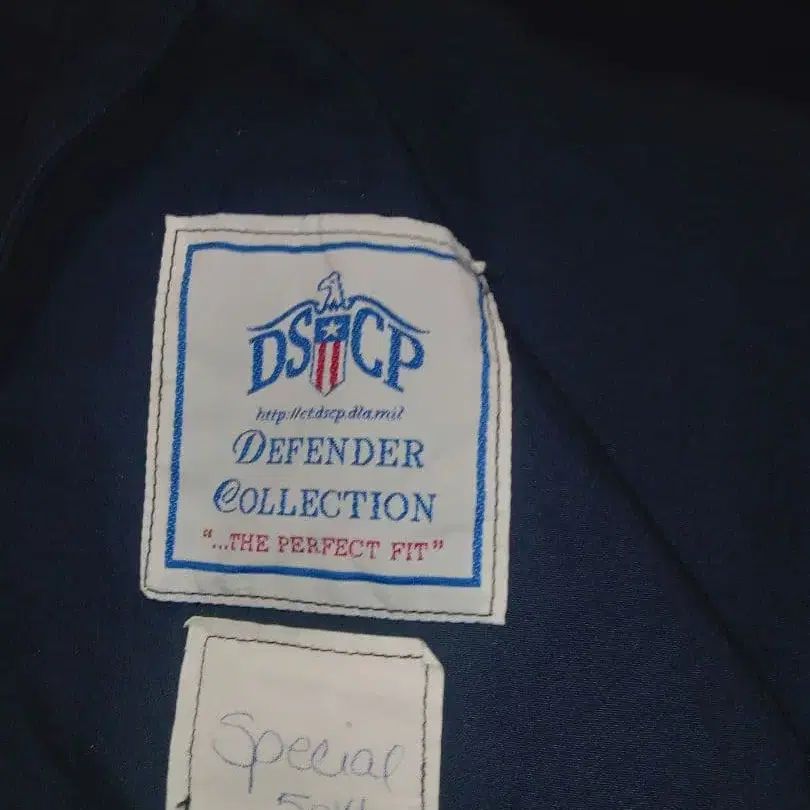 DSCP
http://ct.dscp.dla.mil
DEFENDER
COLLECTION
"...THE PERFECT FIT"
Special